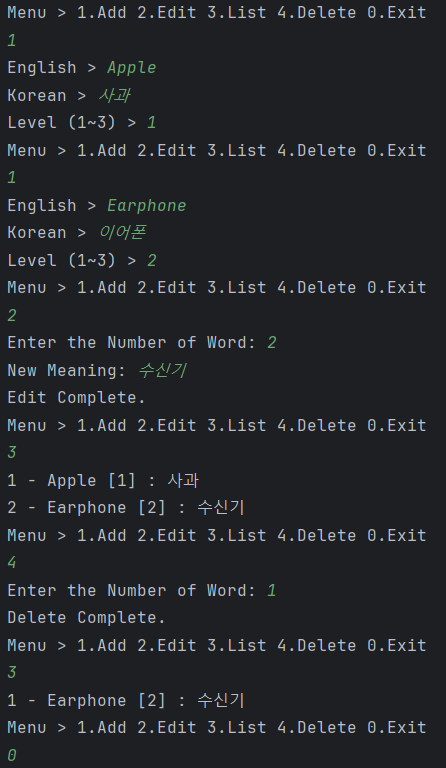 Menu > 1.Add 2.Edit 3.List 4.Delete 0.Exit
1
English > Apple
Korean > 사과
Level (1~3) > 1
Menu > 1.Add 2.Edit 3.List 4.Delete 0.Exit
1
English > Earphone
Korean > 이어폰
Level (1~3) > 2
Menu > 1.Add 2.Edit 3.List 4.Delete 0.Exit
2
Enter the Number of Word: 2
New Meaning: 수신기
Edit Complete.
Menu > 1.Add 2.Edit 3.List 4.Delete 0.Exit
3
1 - Apple [1] : 사과
2 - Earphone [2] : 수신기
Menu > 1.Add 2.Edit 3.List 4.Delete 0.Exit
4
Enter the Number of Word: 1
Delete Complete.
Menu > 1.Add 2.Edit 3.List 4.Delete 0.Exit
3
1 - Earphone [2] : 수신기
Menu > 1.Add 2.Edit 3.List 4.Delete 0.Exit
0